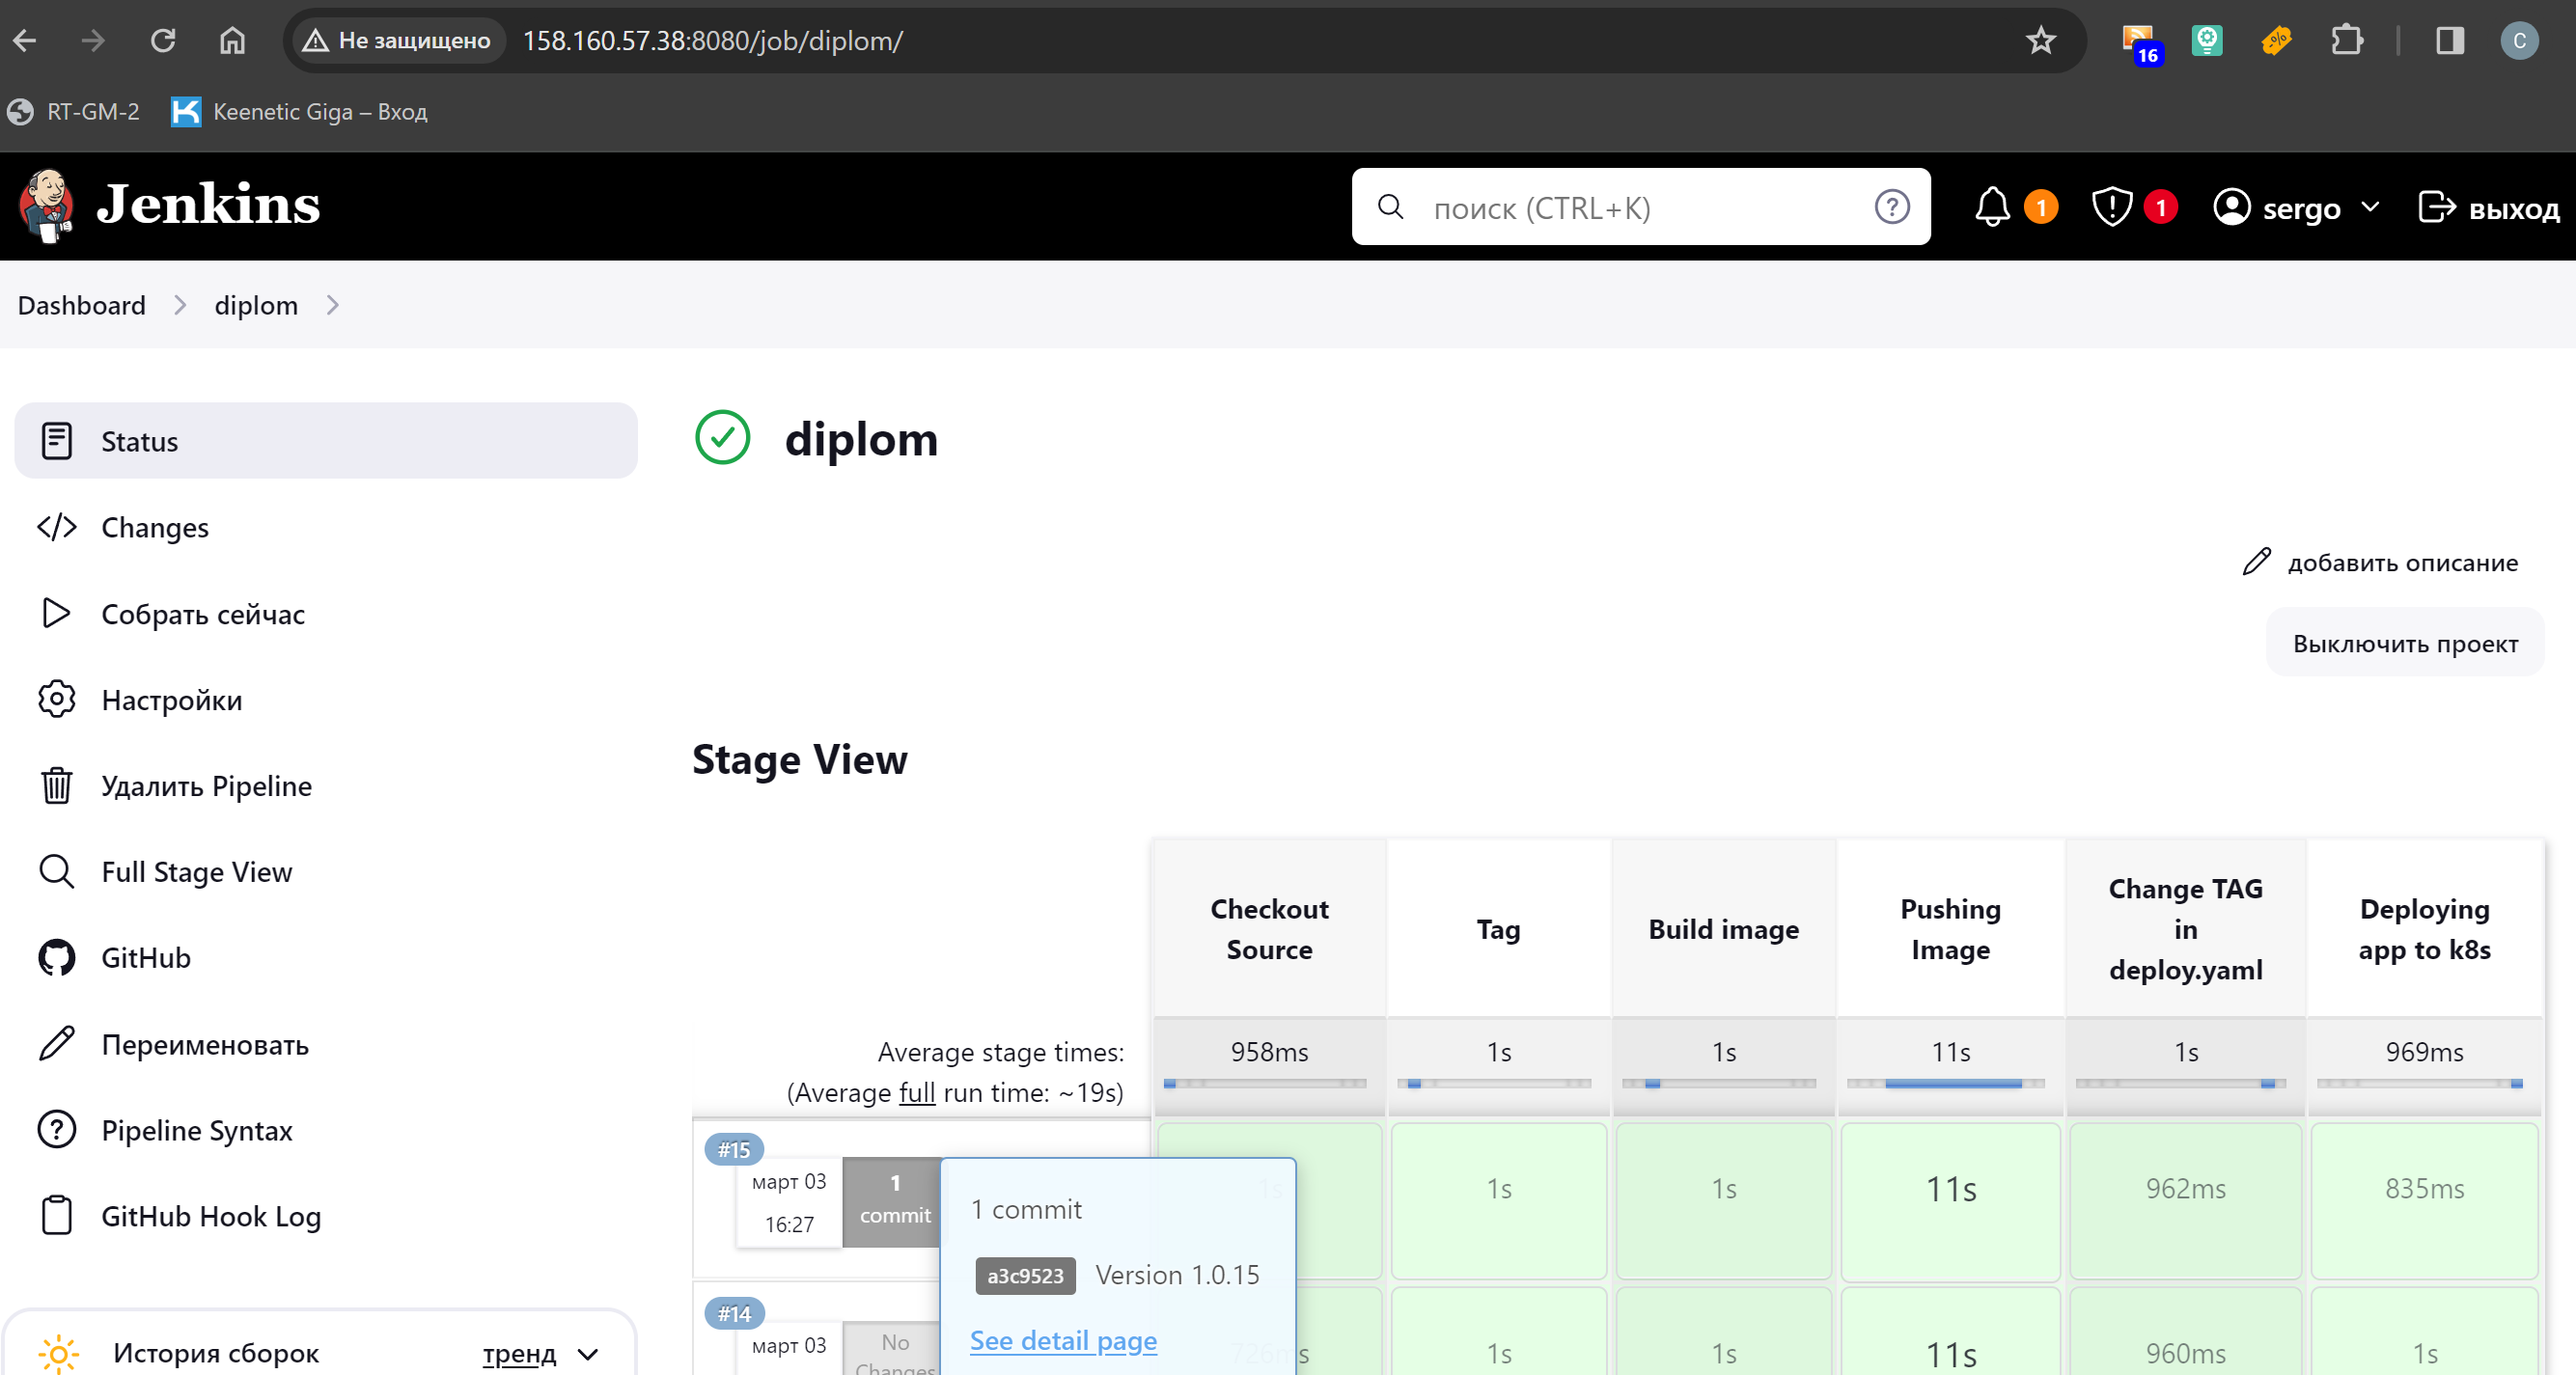 Не защищено 158.160.57.38:8080/job/diplom/
16
C
RT-GM-2 Keenetic Giga – Вход
Jenkins
поиск (CTRL+K)
1
1
sergo
выход
Dashboard diplom
Status
Changes
Собрать сейчас
Настройки
Удалить Pipeline
Full Stage View
GitHub
Переименовать
Pipeline Syntax
GitHub Hook Log
История сборок тренд
diplom
добавить описание
Выключить проект
Stage View
Checkout
Source
Tag
Build image
Pushing
Image
Change TAG
in
deploy.yaml
Deploying
app to k8s
Average stage times:
(Average full run time: ~19s)
958ms 1s 1s 11s 1s 969ms
#15
март 03
16:27
1
commit
1s 1s 1s 11s 962ms 835ms
1 commit
a3c9523 Version 1.0.15
See detail page
#14
март 03
No
Changes
726ms 1s 1s 11s 960ms 1s